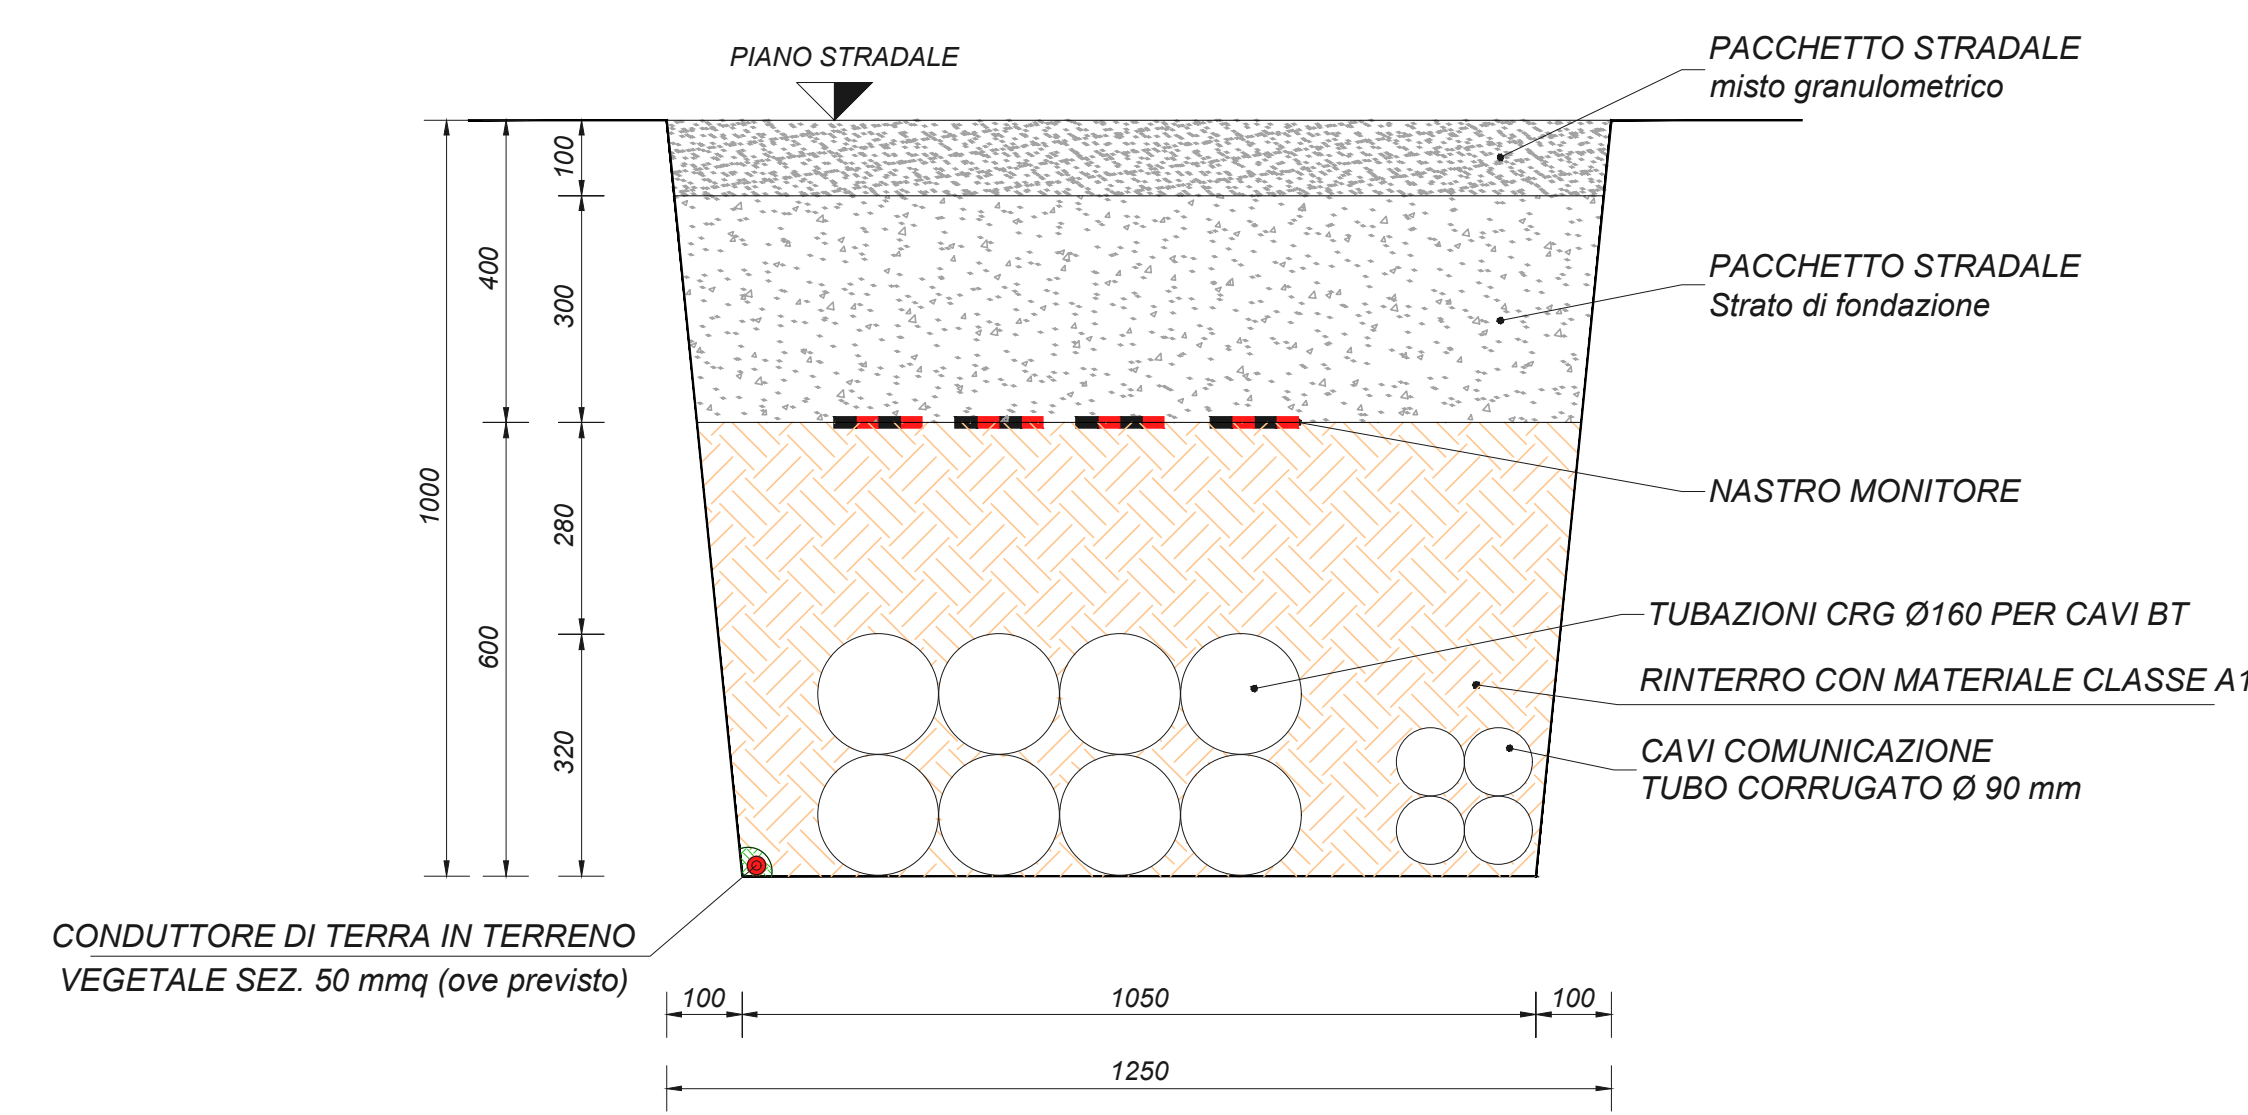 PIANO STRADALE
PACCHETTO STRADALE
misto granulometrico
100
400
300
PACCHETTO STRADALE
Strato di fondazione
1000
280
NASTRO MONITORE
600
TUBAZIONI CRG Ø160 PER CAVI BT
RINTERRO CON MATERIALE CLASSE A1
320
CAVI COMUNICAZIONE
TUBO CORRUGATO Ø 90 mm
CONDUTTORE DI TERRA IN TERRENO
VEGETALE SEZ. 50 mmq (ove previsto)
100 1050 100
1250